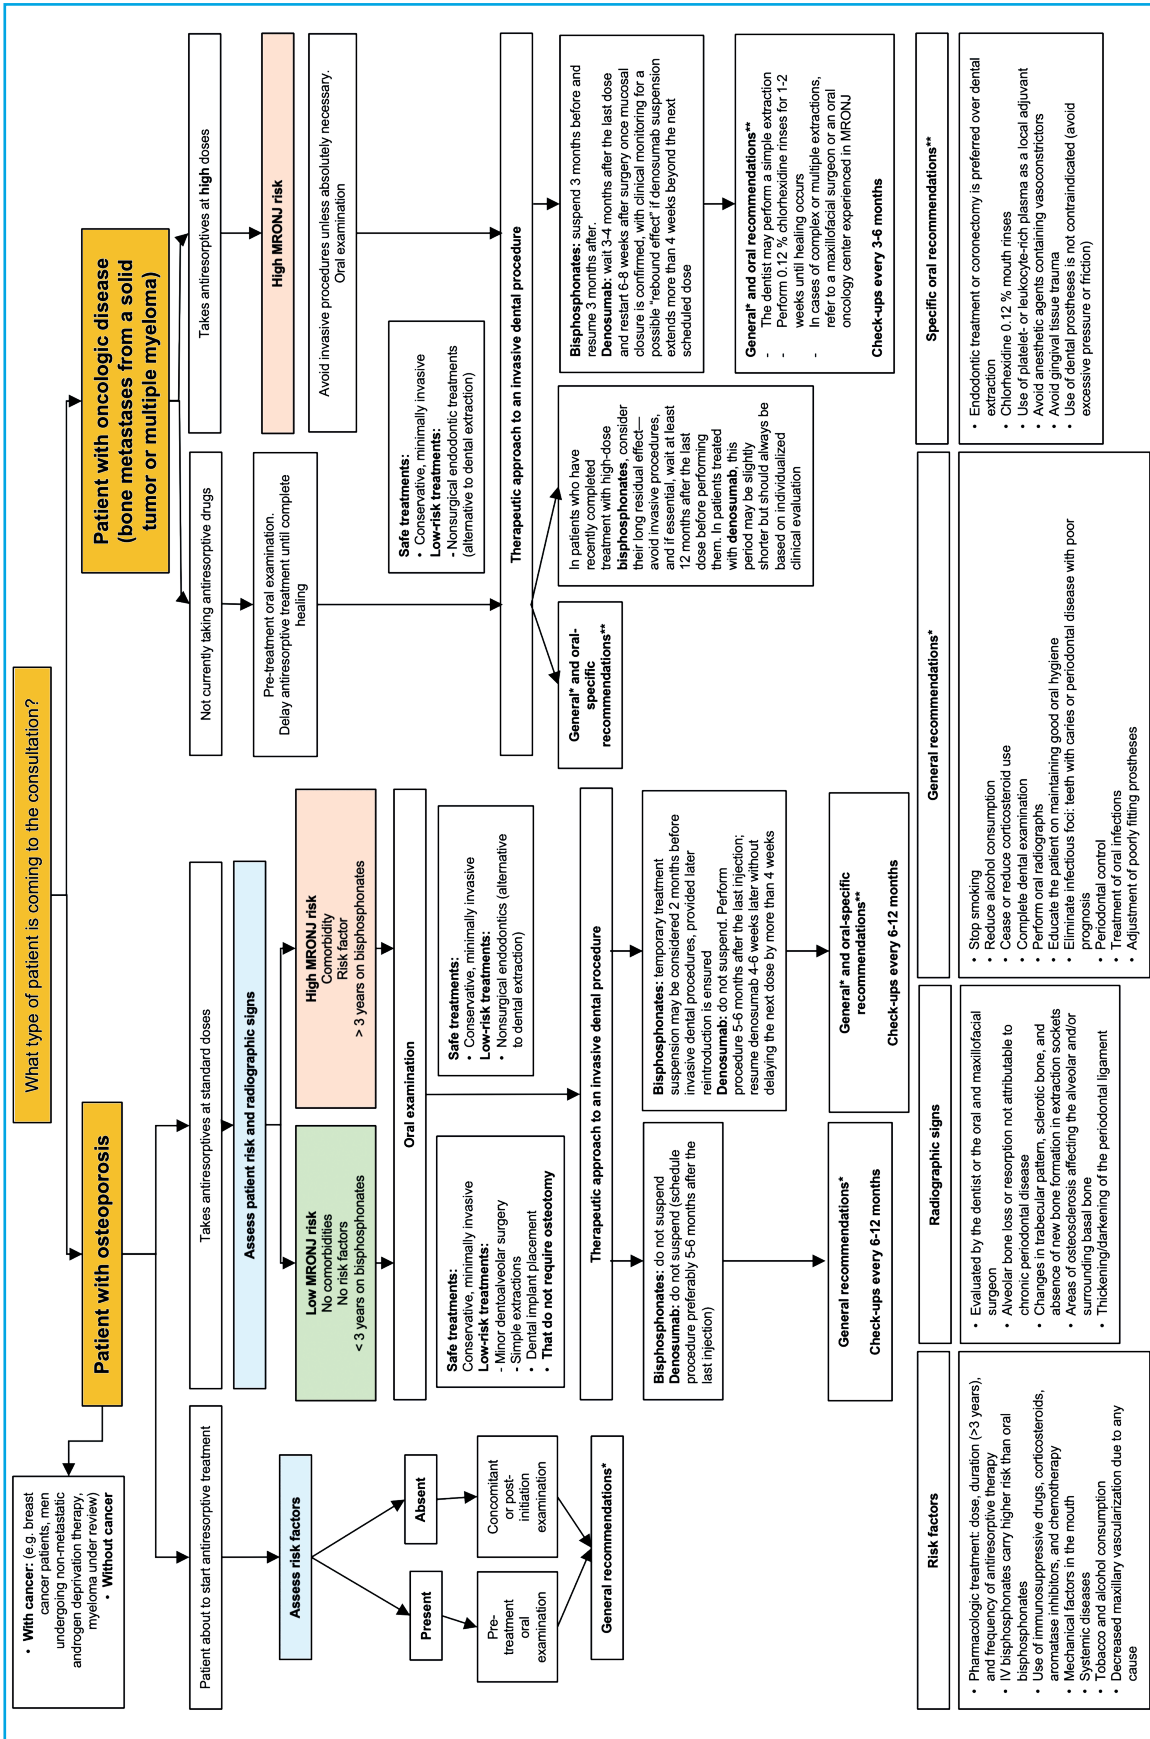 What type of patient is coming to the consultation?
Patient with osteoporosis
• With cancer: (e.g. breast
cancer patients, men
undergoing non-metastatic
androgen deprivation therapy,
myeloma under review)
• Without cancer
Patient about to start antiresorptive treatment
Assess risk factors
Present
Absent
Pre-
treatment
oral
examination
Concomitant
or post-
initiation
examination
General recommendations*
Takes antiresorptives at standard doses
Assess patient risk and radiographic signs
Low MRONJ risk
No comorbidities
No risk factors
< 3 years on bisphosphonates
High MRONJ risk
Comorbidity
Risk factor
> 3 years on bisphosphonates
Oral examination
Safe treatments:
Conservative, minimally invasive
Low-risk treatments:
- Minor dentoalveolar surgery
- Simple extractions
• Dental implant placement
• That do not require osteotomy
Safe treatments:
• Conservative, minimally invasive
Low-risk treatments:
• Nonsurgical endodontics (alternative
to dental extraction)
Therapeutic approach to an invasive dental procedure
Bisphosphonates: do not suspend
Denosumab: do not suspend (schedule
procedure preferably 5-6 months after the
last injection)
Bisphosphonates: temporary treatment
suspension may be considered 2 months before
invasive dental procedures, provided later
reintroduction is ensured
Denosumab: do not suspend. Perform
procedure 5-6 months after the last injection;
resume denosumab 4-6 weeks later without
delaying the next dose by more than 4 weeks
General recommendations*
Check-ups every 6-12 months
General* and oral-specific
recommendations**
Check-ups every 6-12 months
Patient with oncologic disease
(bone metastases from a solid
tumor or multiple myeloma)
Not currently taking antiresorptive drugs
Pre-treatment oral examination.
Delay antiresorptive treatment until complete
healing
Takes antiresorptives at high doses
High MRONJ risk
Avoid invasive procedures unless absolutely necessary.
Oral examination
Safe treatments:
• Conservative, minimally invasive
Low-risk treatments:
- Nonsurgical endodontic treatments
(alternative to dental extraction)
Therapeutic approach to an invasive dental procedure
General* and oral-
specific
recommendations**
In patients who have
recently completed
treatment with high-dose
bisphosphonates, consider
their long residual effect—
avoid invasive procedures,
and if essential, wait at least
12 months after the last
dose before performing
them. In patients treated
with denosumab, this
period may be slightly
shorter but should always be
based on individualized
clinical evaluation
Bisphosphonates: suspend 3 months before and
resume 3 months after.
Denosumab: wait 3-4 months after the last dose
and restart 6-8 weeks after surgery once mucosal
closure is confirmed, with clinical monitoring for a
possible "rebound effect" if denosumab suspension
extends more than 4 weeks beyond the next
scheduled dose
General* and oral recommendations**
- The dentist may perform a simple extraction
- Perform 0.12 % chlorhexidine rinses for 1-2
weeks until healing occurs
- In cases of complex or multiple extractions,
refer to a maxillofacial surgeon or an oral
oncology center experienced in MRONJ
Check-ups every 3-6 months
Risk factors
• Pharmacologic treatment: dose, duration (>3 years),
and frequency of antiresorptive therapy
• IV bisphosphonates carry higher risk than oral
bisphosphonates
• Use of immunosuppressive drugs, corticosteroids,
aromatase inhibitors, and chemotherapy
• Mechanical factors in the mouth
• Systemic diseases
• Tobacco and alcohol consumption
• Decreased maxillary vascularization due to any
cause
Radiographic signs
• Evaluated by the dentist or the oral and maxillofacial
surgeon
• Alveolar bone loss or resorption not attributable to
chronic periodontal disease
• Changes in trabecular pattern, sclerotic bone, and
absence of new bone formation in extraction sockets
• Areas of osteosclerosis affecting the alveolar and/or
surrounding basal bone
• Thickening/darkening of the periodontal ligament
General recommendations*
• Stop smoking
• Reduce alcohol consumption
• Cease or reduce corticosteroid use
• Complete dental examination
• Perform oral radiographs
• Educate the patient on maintaining good oral hygiene
• Eliminate infectious foci: teeth with caries or periodontal disease with poor
prognosis
• Periodontal control
• Treatment of oral infections
• Adjustment of poorly fitting prostheses
Specific oral recommendations**
• Endodontic treatment or coronectomy is preferred over dental
extraction
• Chlorhexidine 0.12 % mouth rinses
• Use of platelet- or leukocyte-rich plasma as a local adjuvant
• Avoid anesthetic agents containing vasoconstrictors
• Avoid gingival tissue trauma
• Use of dental prostheses is not contraindicated (avoid
excessive pressure or friction)